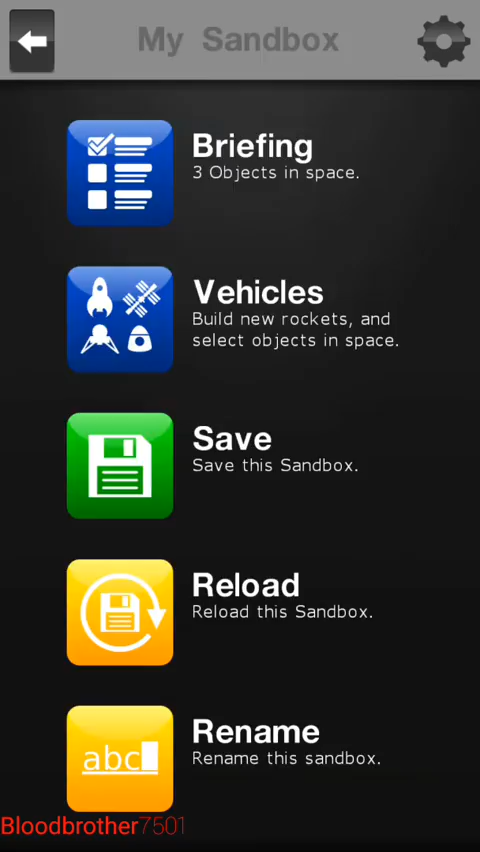 My Sandbox
Briefing
3 Objects in space.
Vehicles
Build new rockets, and
select objects in space.
Save
Save this Sandbox.
Reload
Reload this Sandbox.
Rename
Rename this sandbox.
abc
Bloodbrother7501